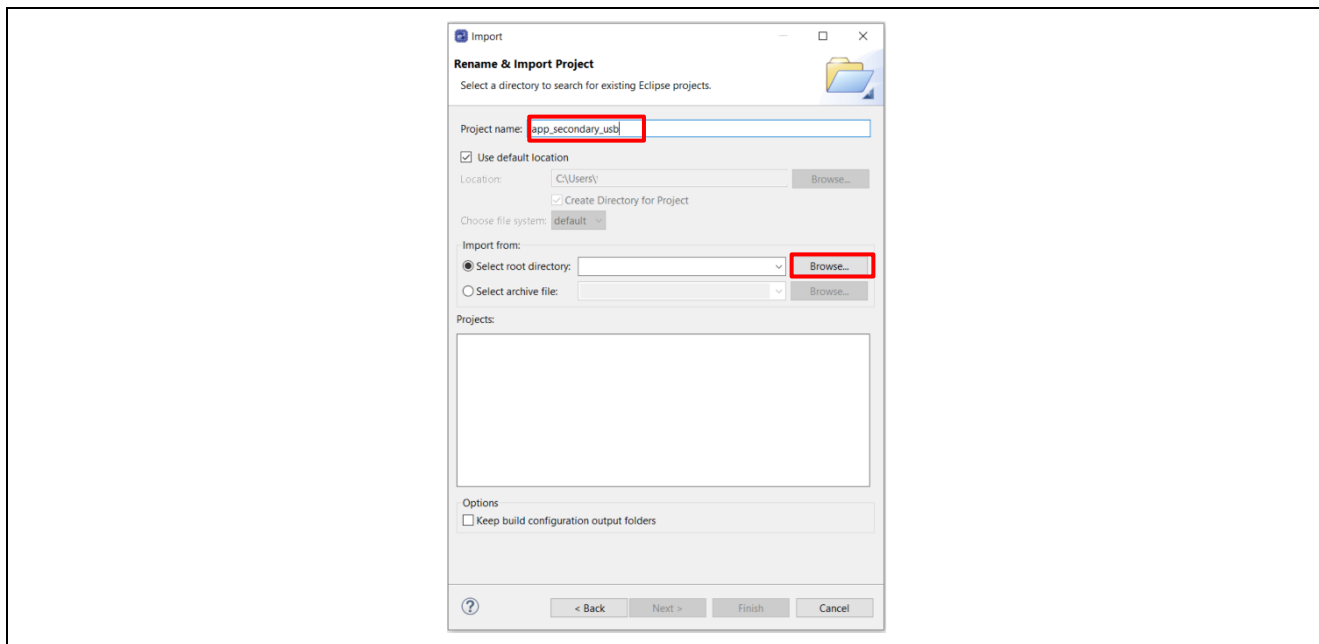 Import
Rename & Import Project
Select a directory to search for existing Eclipse projects.
Project name: app_secondary_usb
Use default location
Location: C:\Users\ Browse...
Create Directory for Project
Choose file system: default
Import from:
Select root directory: Browse...
Select archive file: Browse...
Projects:
Options
Keep build configuration output folders
? < Back Next > Finish Cancel